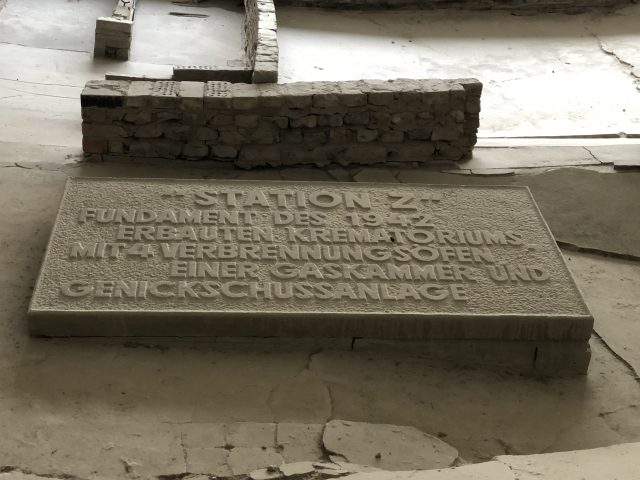 "STATION Z"
FUNDAMENT DES 1942
ERBAUTEN KREMATORIUMS,
MIT 4 VERBRENNUNGSÖFEN
EINER GASKAMMER UND
GENICKSCHUSSANLAGE